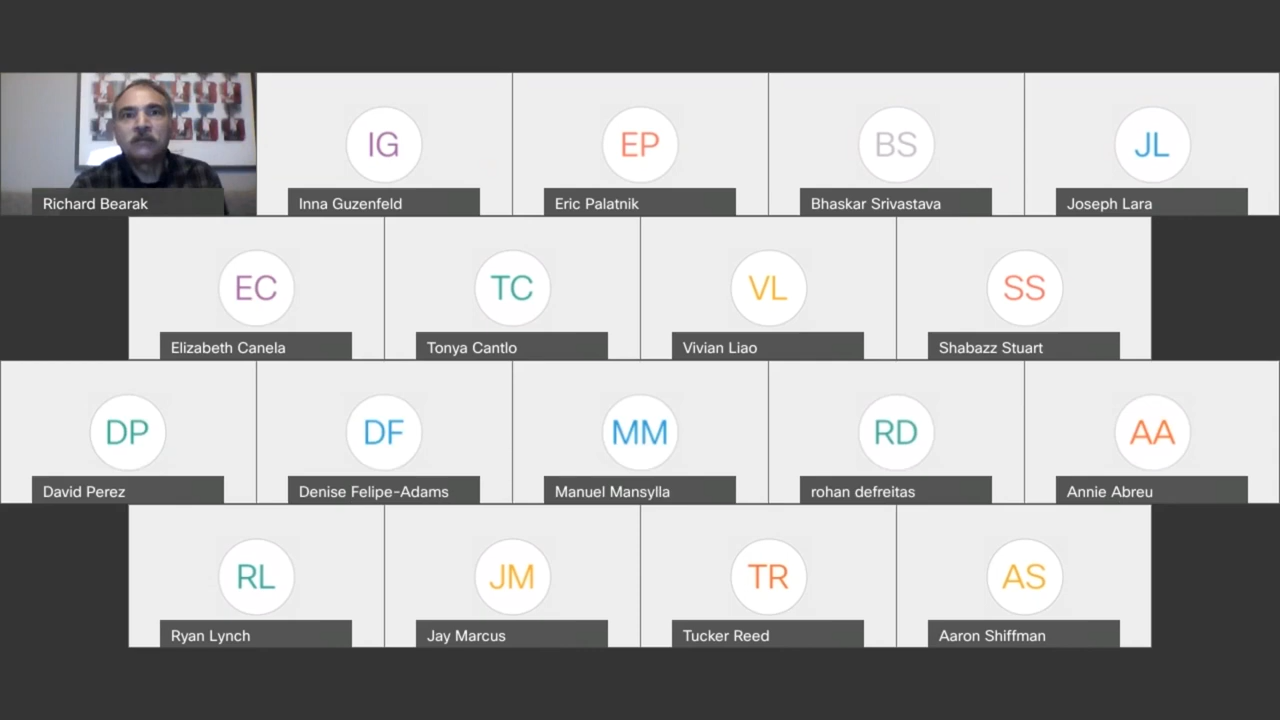 IG
EP
BS
JL
Richard Bearak
Inna Guzenfeld
Eric Palatnik
Bhaskar Srivastava
Joseph Lara
EC
TC
VL
SS
Elizabeth Canela
Tonya Cantlo
Vivian Liao
Shabazz Stuart
DP
DF
MM
RD
AA
David Perez
Denise Felipe-Adams
Manuel Mansylla
rohan defreitas
Annie Abreu
RL
JM
TR
AS
Ryan Lynch
Jay Marcus
Tucker Reed
Aaron Shiffman